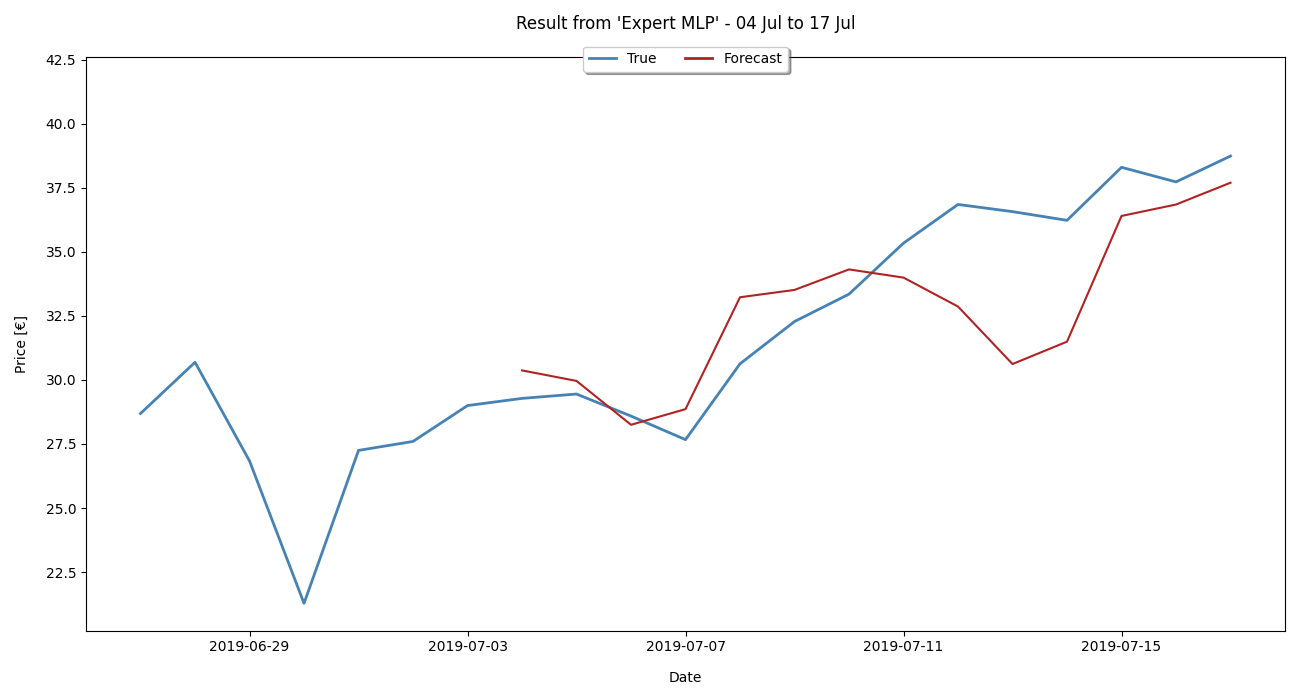 Result from 'Expert MLP' - 04 Jul to 17 Jul
True
Forecast
42.5
40.0
37.5
35.0
32.5
30.0
27.5
25.0
22.5
Price [€]
2019-06-29
2019-07-03
2019-07-07
2019-07-11
2019-07-15
Date